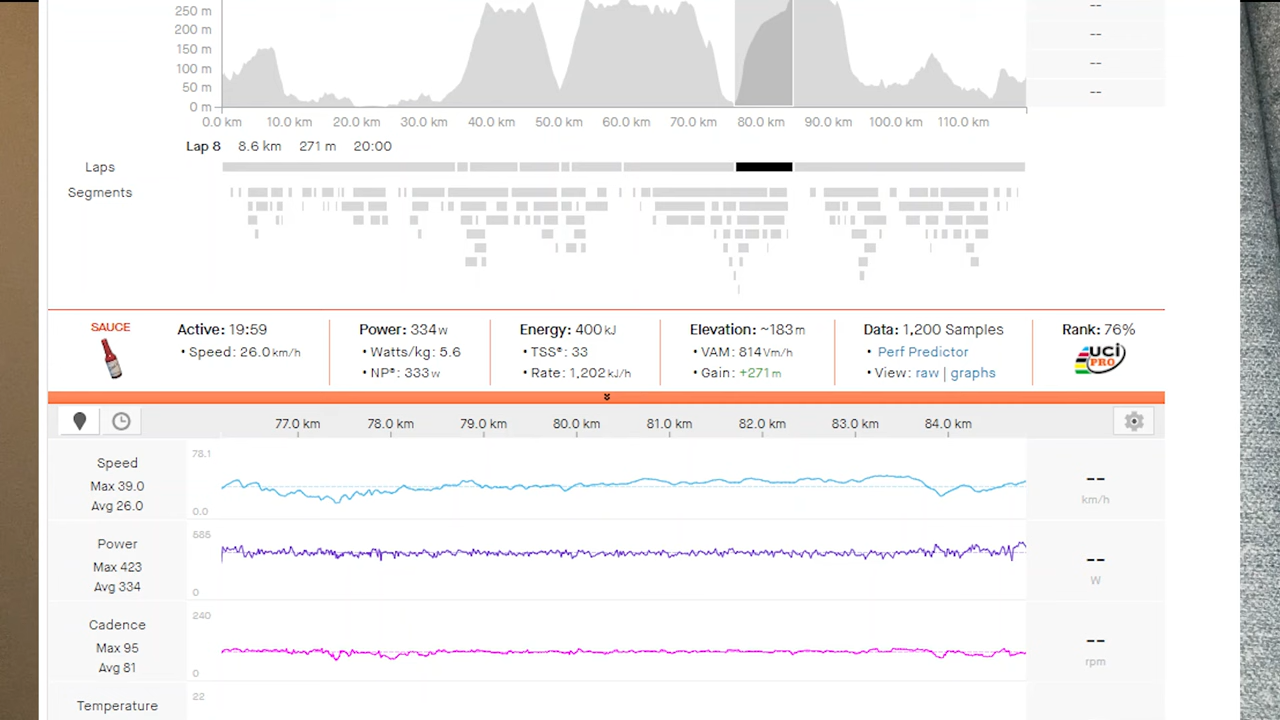 250 m
--
200 m
--
150 m
100 m
--
50 m
--
0 m
0.0 km 10.0 km 20.0 km 30.0 km 40.0 km 50.0 km 60.0 km 70.0 km 80.0 km 90.0 km 100.0 km 110.0 km
Lap 8 8.6 km 271 m 20:00
Laps
Segments
SAUCE
Active: 19:59
• Speed: 26.0 km/h
Power: 334 w
• Watts/kg: 5.6
• NP®: 333 w
Energy: 400 kJ
• TSS®: 33
• Rate: 1,202 kJ/h
Elevation: ~183 m
• VAM: 814 Vm/h
• Gain: +271 m
Data: 1,200 Samples
• Perf Predictor
• View: raw | graphs
Rank: 76%
UCI
PRO
77.0 km 78.0 km 79.0 km 80.0 km 81.0 km 82.0 km 83.0 km 84.0 km
Speed
Max 39.0
Avg 26.0
78.1
0.0
--
km/h
Power
Max 423
Avg 334
585
0
--
W
Cadence
Max 95
Avg 81
240
0
--
rpm
Temperature
22